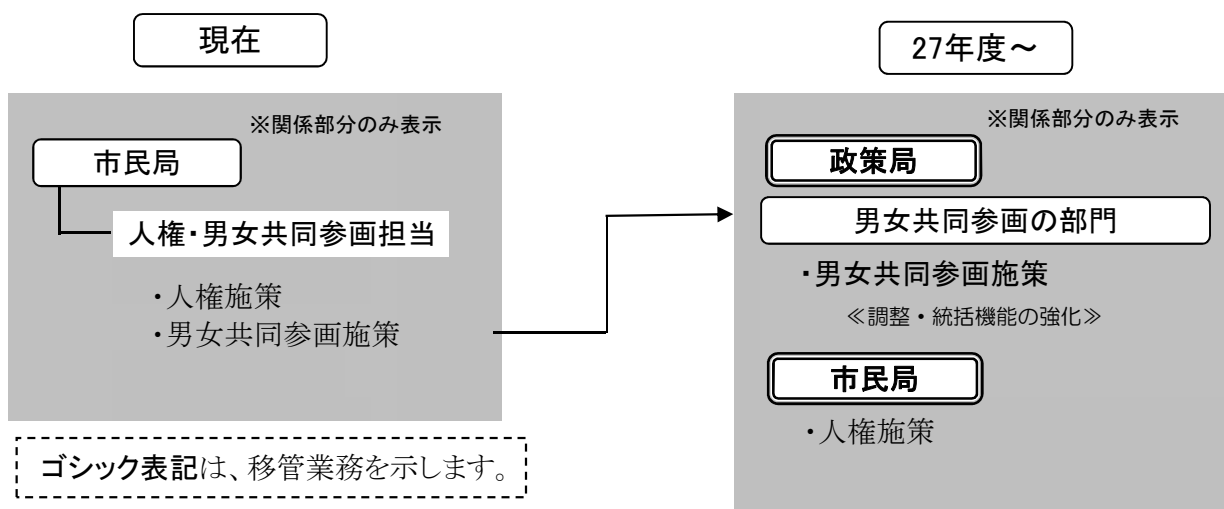 現在
※関係部分のみ表示
市民局
人権・男女共同参画担当
・人権施策
・男女共同参画施策
ゴシック表記は、移管業務を示します。
27年度～
※関係部分のみ表示
政策局
男女共同参画の部門
・男女共同参画施策
≪調整・統括機能の強化≫
市民局
・人権施策